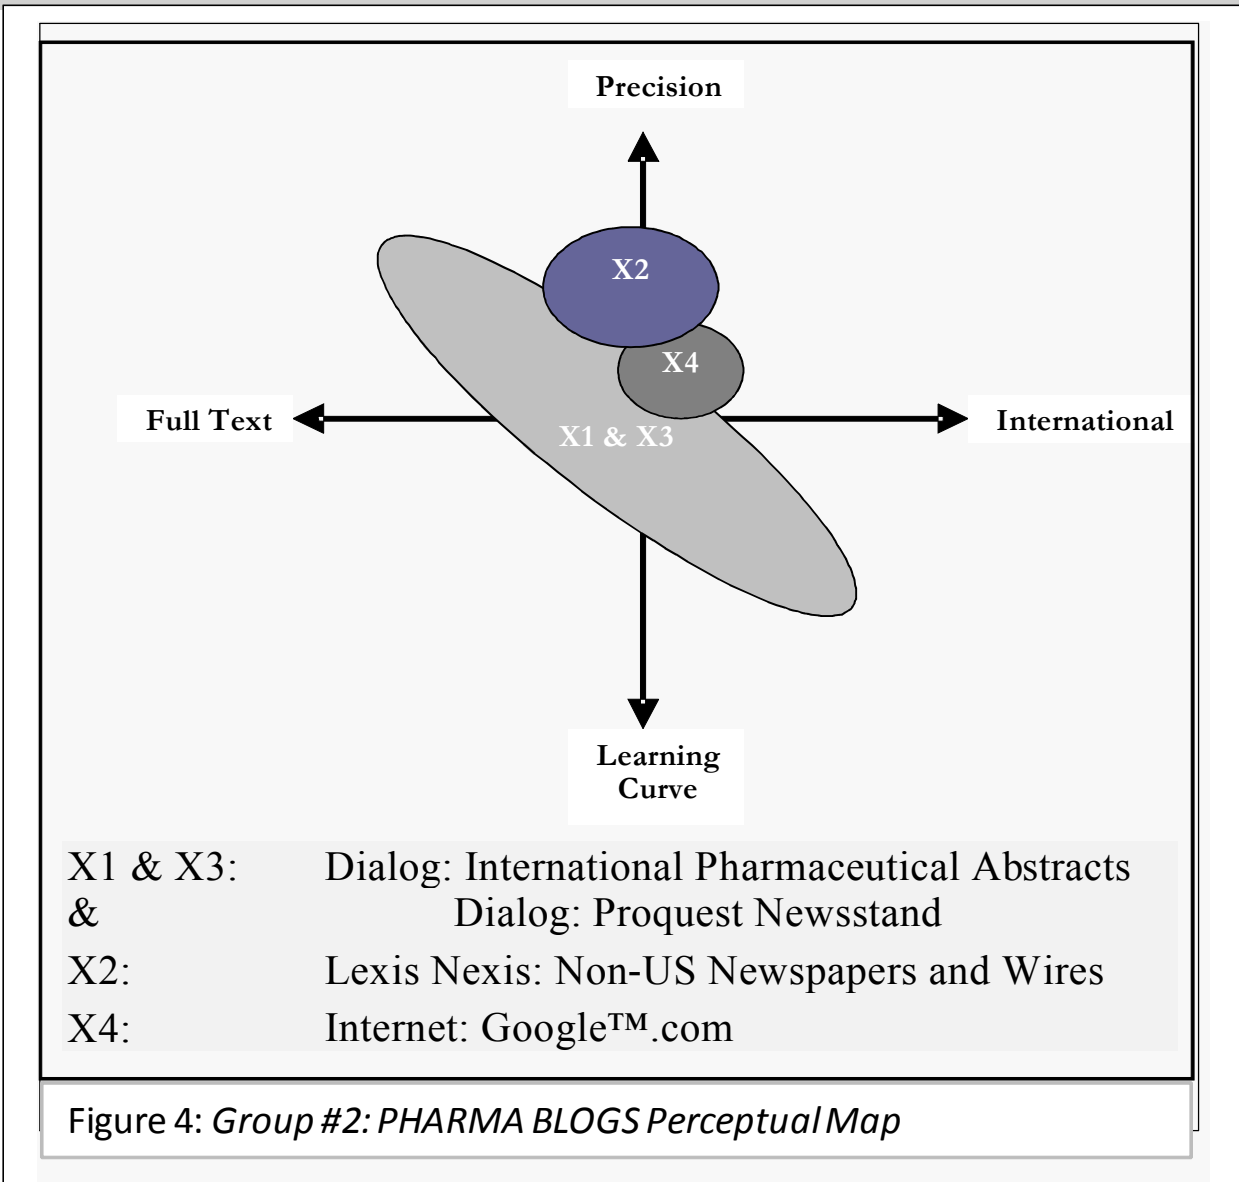 Precision
X2
X4
Full Text
International
X1 & X3
Learning
Curve
X1 & X3: Dialog: International Pharmaceutical Abstracts
& Dialog: Proquest Newsstand
X2: Lexis Nexis: Non-US Newspapers and Wires
X4: Internet: Google™.com
Figure 4: Group #2: PHARMA BLOGS Perceptual Map